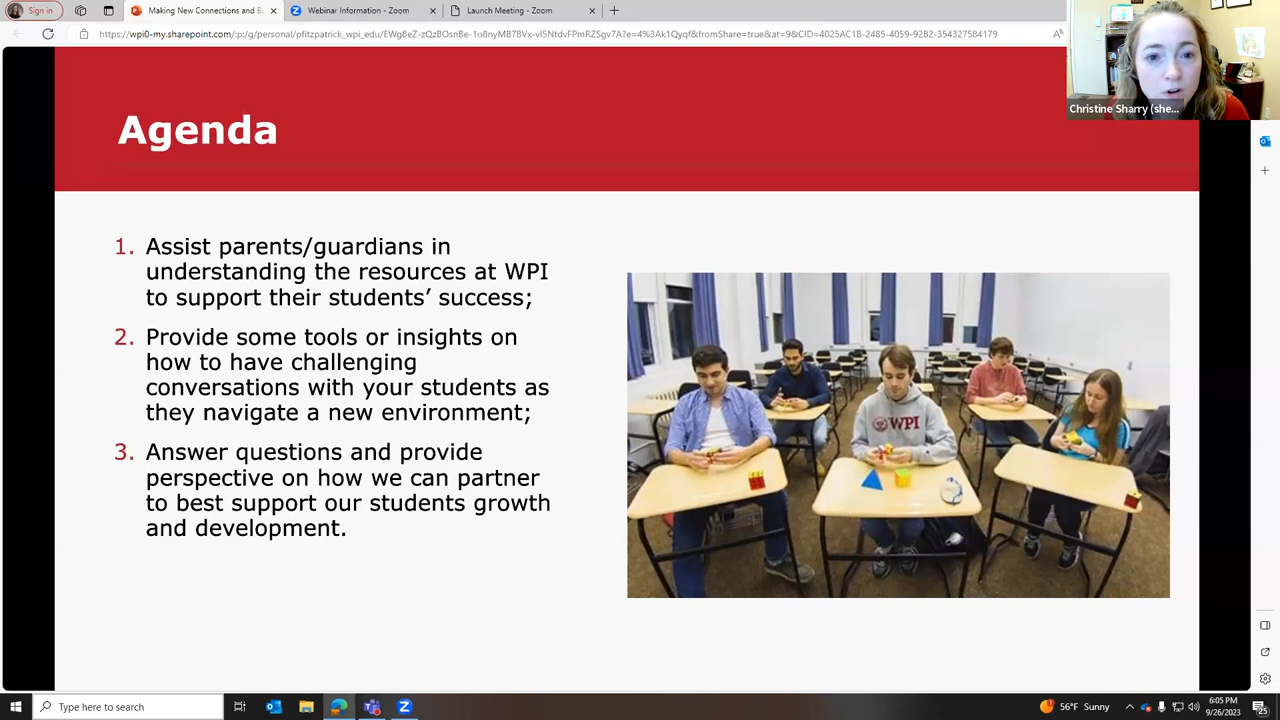 Sign in
Making New Connections and B
Webinar Information - Zoom
Launch Meeting - Zoom
Christine Sharry (she...
Agenda
1. Assist parents/guardians in
understanding the resources at WPI
to support their students’ success;
2. Provide some tools or insights on
how to have challenging
conversations with your students as
they navigate a new environment;
3. Answer questions and provide
perspective on how we can partner
to best support our students growth
and development.
WPI
Type here to search
56°F Sunny
6:05 PM
9/26/2023
25